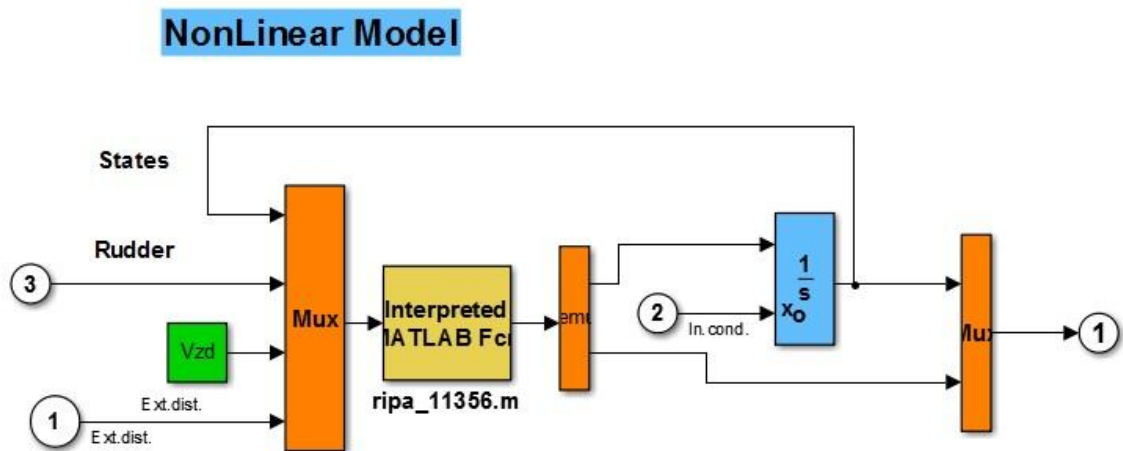 NonLinear Model
States
Rudder
3
Vzd
Ext.dist.
1
Ext.dist.
Mux
Interpreted
MATLAB Fcn
ripa_11356.m
emu
2
In.cond.
1
s
xo
Mux
1